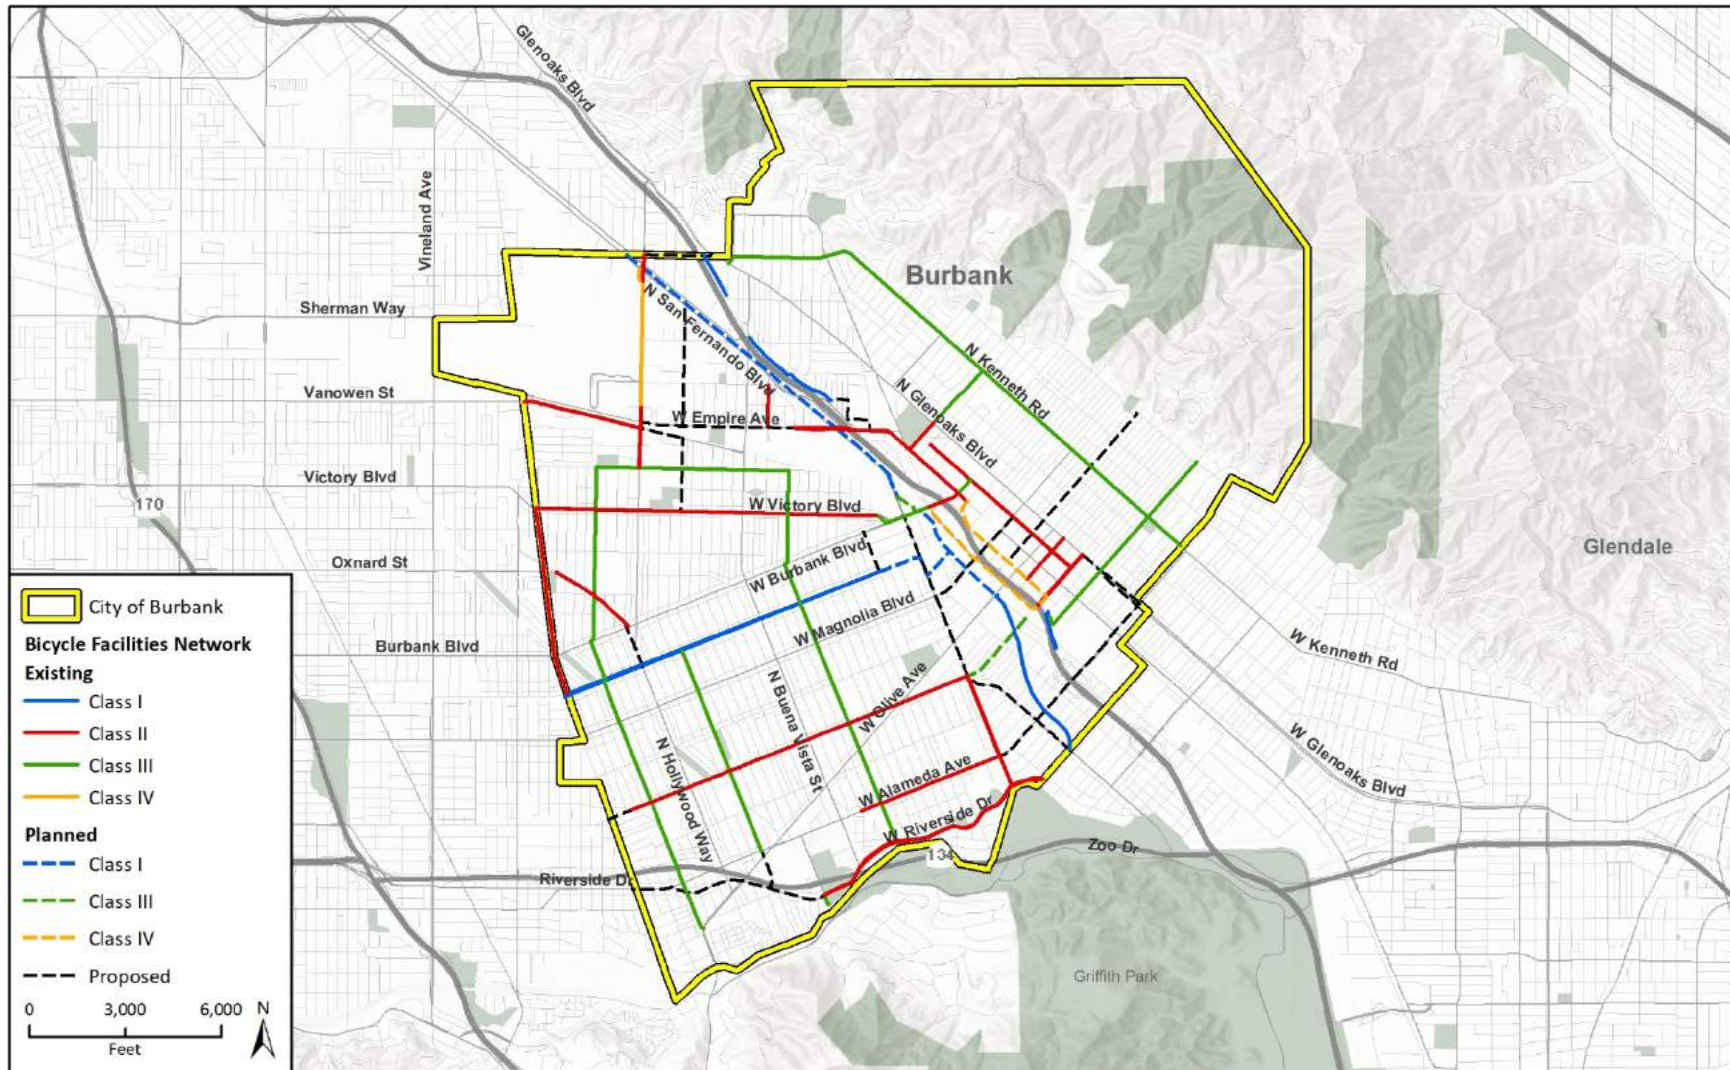 Glenoaks Blvd
Vineland Ave
Burbank
Sherman Way
N San Fernando Blvd
N Kenneth Rd
Vanowen St
N Glenoaks Blvd
W Empire Ave
Victory Blvd
170
W Victory Blvd
Oxnard St
W Burbank Blvd
Glendale
W Magnolia Blvd
Burbank Blvd
W Kenneth Rd
N Buena Vista St
W Olive Ave
N Hollywood Way
W Glenoaks Blvd
W Alameda Ave
W Riverside Dr
134
Zoo Dr
Riverside Dr
Griffith Park
City of Burbank
Bicycle Facilities Network
Existing
Class I
Class II
Class III
Class IV
Planned
Class I
Class III
Class IV
Proposed
0 3,000 6,000
Feet
N